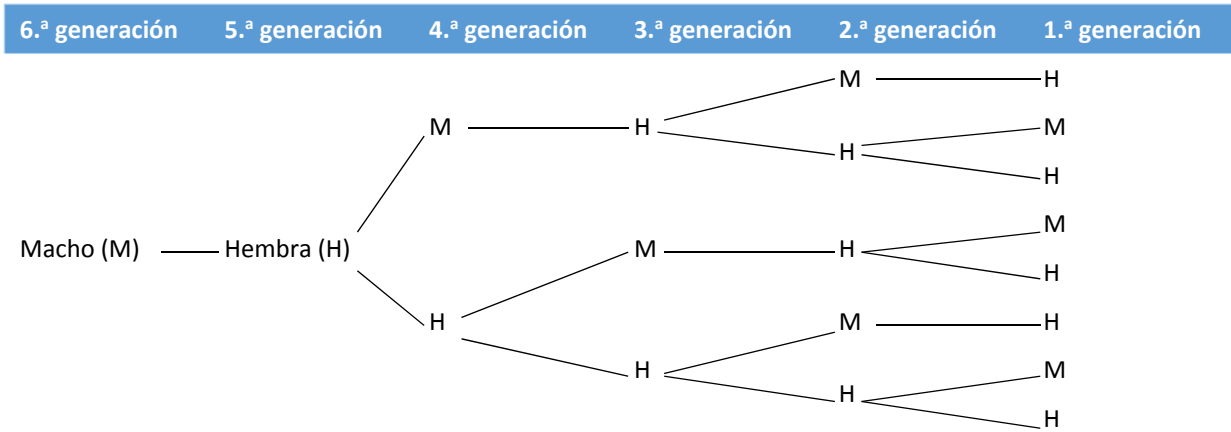 6.ª generación 5.ª generación 4.ª generación 3.ª generación 2.ª generación 1.ª generación
M H
M H M
H
H
M
Macho (M) Hembra (H) M H
H
H M H
H M
H
H